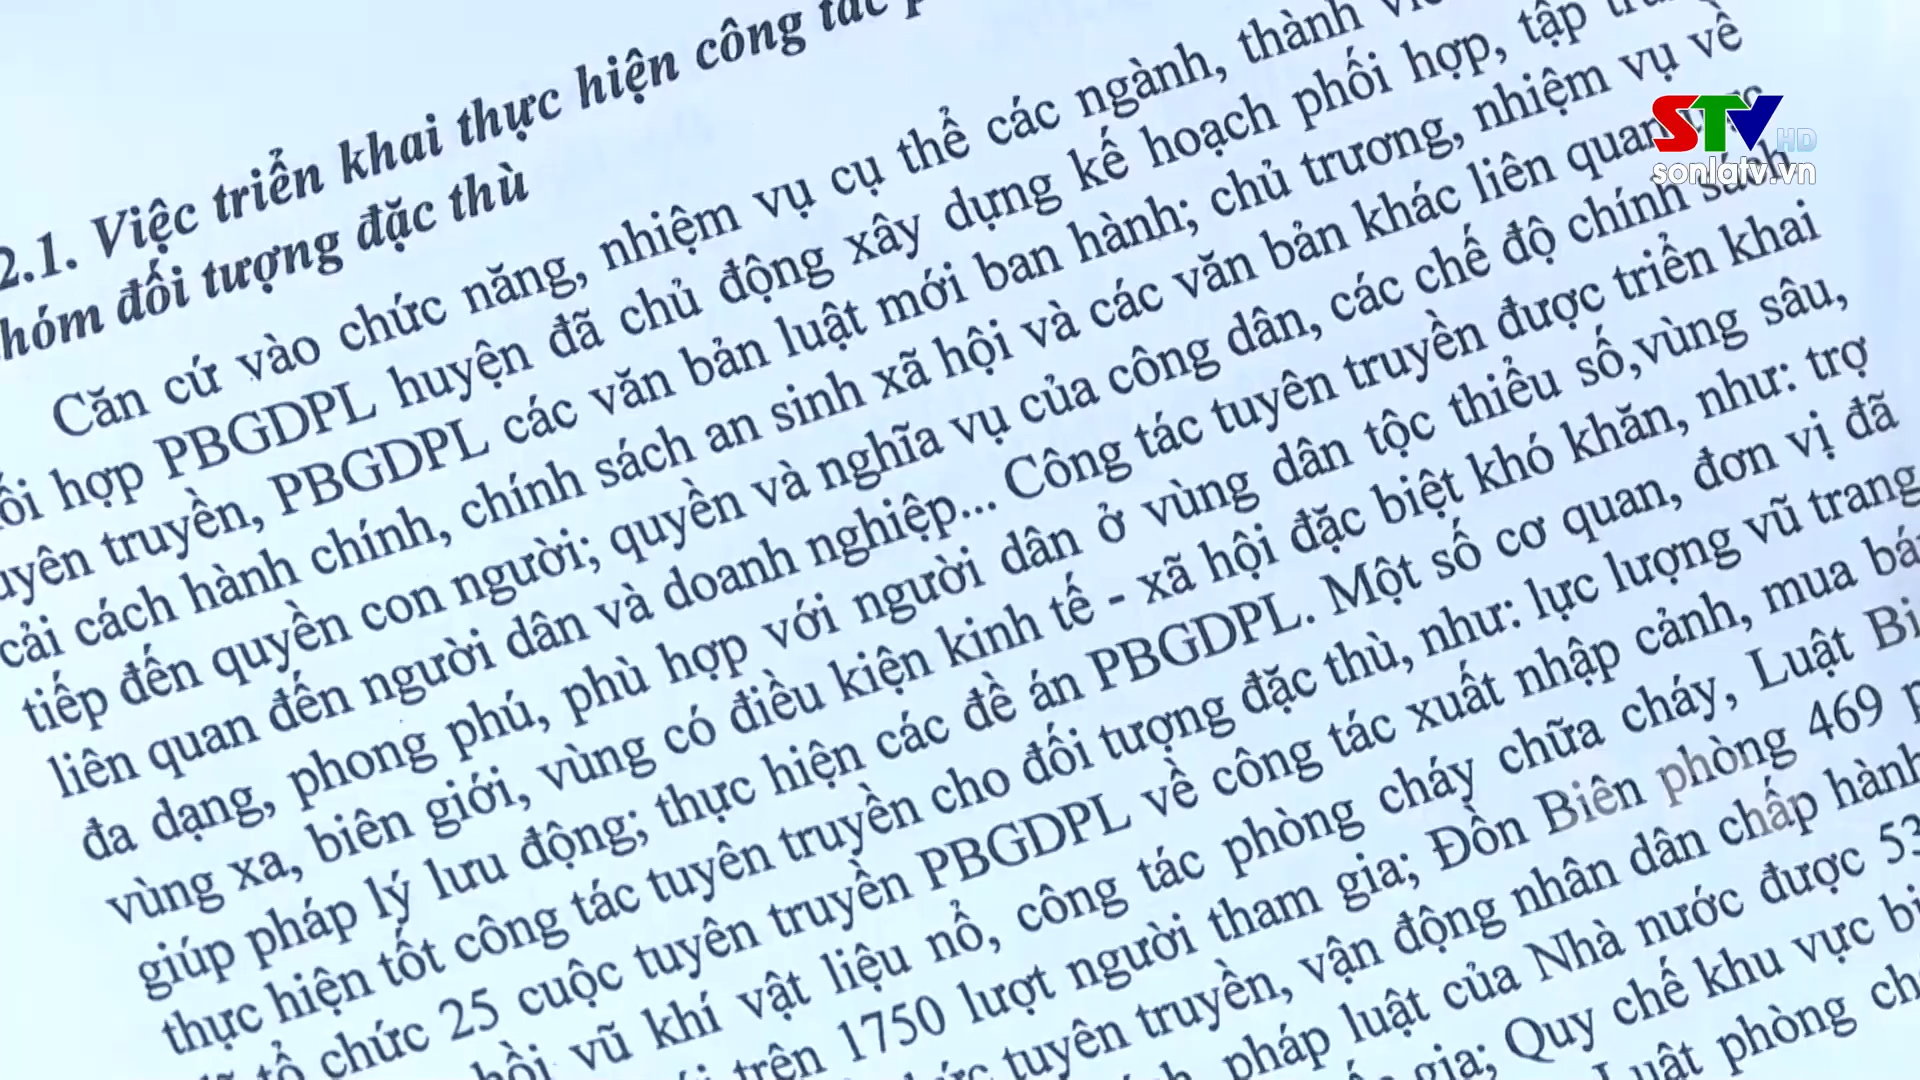 2.1. Việc triển khai thực hiện công tác
hóm đối tượng đặc thù
Căn cứ vào chức năng, nhiệm vụ cụ thể các ngành, thành
ối hợp PBGDPL huyện đã chủ động xây dựng kế hoạch phối hợp, tập
uyên truyền, PBGDPL các văn bản luật mới ban hành; chủ trương, nhiệm vụ về
cải cách hành chính, chính sách an sinh xã hội và các văn bản khác liên quan trực
tiếp đến quyền con người; quyền và nghĩa vụ của công dân, các chế độ chính sách
liên quan đến người dân và doanh nghiệp... Công tác tuyên truyền được triển khai
đa dạng, phong phú, phù hợp với người dân ở vùng dân tộc thiểu số,vùng sâu,
vùng xa, biên giới, vùng có điều kiện kinh tế - xã hội đặc biệt khó khăn, như: trợ
giúp pháp lý lưu động; thực hiện các đề án PBGDPL. Một số cơ quan, đơn vị đã
thực hiện tốt công tác tuyên truyền cho đối tượng đặc thù, như: lực lượng vũ trang
tổ chức 25 cuộc tuyên truyền PBGDPL về công tác xuất nhập cảnh, mua bán
hồi vũ khí vật liệu nổ, công tác phòng cháy chữa cháy, Luật Bi
trên 1750 lượt người tham gia; Đồn Biên phòng 469
tuyên truyền, vận động nhân dân chấp hành
pháp luật của Nhà nước được 53
gia; Quy chế khu vực bi
Luật phòng ch
STV HD
sonlatv.vn